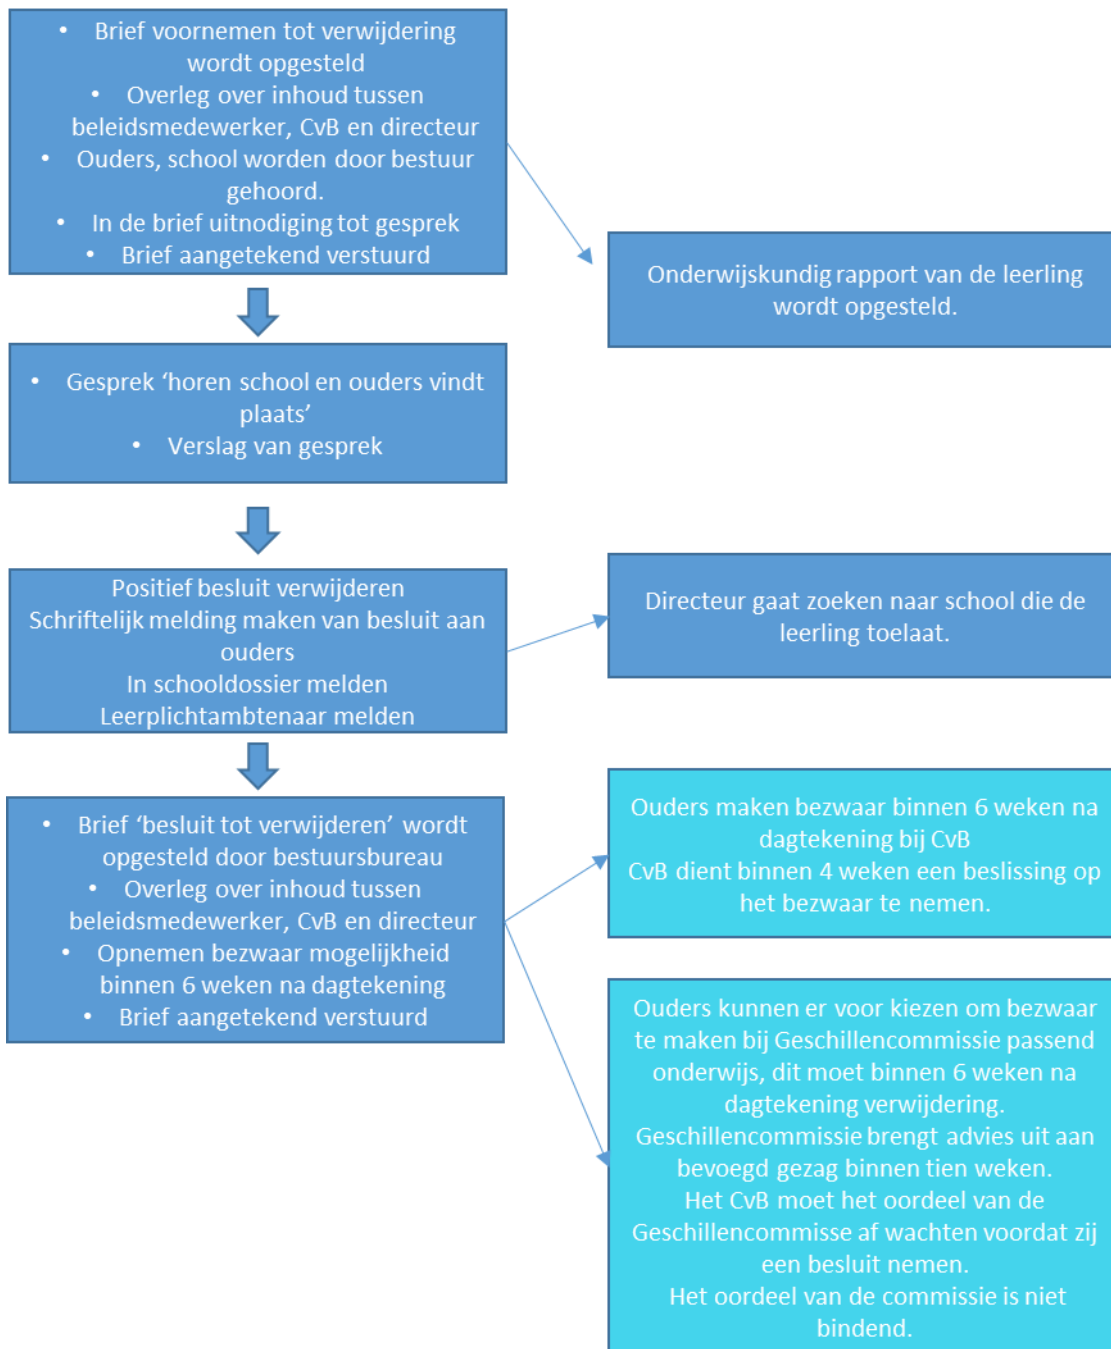 • Brief voornemen tot verwijdering
wordt opgesteld
• Overleg over inhoud tussen
beleidsmedewerker, CvB en directeur
• Ouders, school worden door bestuur
gehoord.
• In de brief uitnodiging tot gesprek
• Brief aangetekend verstuurd
Onderwijskundig rapport van de leerling
wordt opgesteld.
• Gesprek ‘horen school en ouders vindt
plaats’
• Verslag van gesprek
Positief besluit verwijderen
Schriftelijk melding maken van besluit aan
ouders
In schooldossier melden
Leerplichtambtenaar melden
Directeur gaat zoeken naar school die de
leerling toelaat.
• Brief ‘besluit tot verwijderen’ wordt
opgesteld door bestuursbureau
• Overleg over inhoud tussen
beleidsmedewerker, CvB en directeur
• Opnemen bezwaar mogelijkheid
binnen 6 weken na dagtekening
• Brief aangetekend verstuurd
Ouders maken bezwaar binnen 6 weken na
dagtekening bij CvB
CvB dient binnen 4 weken een beslissing op
het bezwaar te nemen.
Ouders kunnen er voor kiezen om bezwaar
te maken bij Geschillencommissie passend
onderwijs, dit moet binnen 6 weken na
dagtekening verwijdering.
Geschillencommissie brengt advies uit aan
bevoegd gezag binnen tien weken.
Het CvB moet het oordeel van de
Geschillencommisse af wachten voordat zij
een besluit nemen.
Het oordeel van de commissie is niet
bindend.